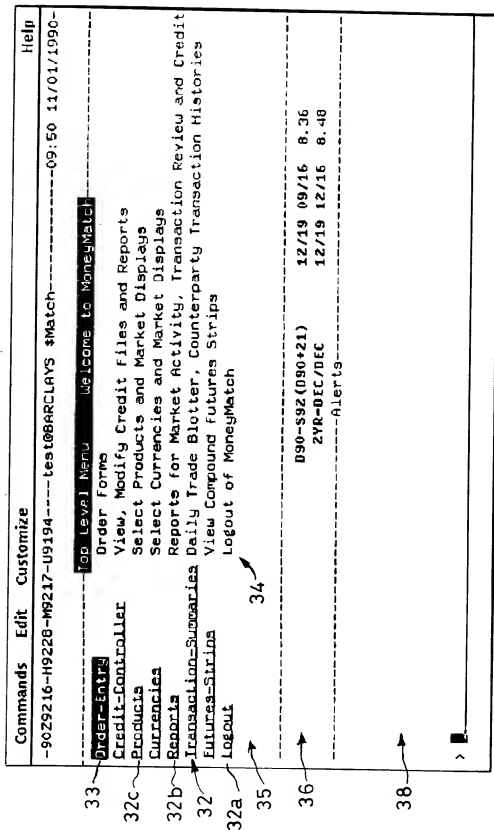 Commands Edit Customize Help
-90Z9216-H9228-M9217-U9194----test@BARCLAYS $Match------------------09:50 11/01/1990-
Top Level Menu Welcome to MoneyMatch
33 Order-Entry Order Forms
Credit-Controller View, Modify Credit Files and Reports
32c Products Select Products and Market Displays
Currencies Select Currencies and Market Displays
32b Reports Reports for Market Activity, Transaction Review and Credit
32 Transaction-Summaries Daily Trade Blotter, Counterparty Transaction Histories
Futures-Strips View Compound Futures Strips
32a Logout Logout of MoneyMatch
34
35
36 D90-S92(D90+21) 12/19 09/16 8.36
2YR-DEC/DEC 12/19 12/16 8.48
Alerts
38
>